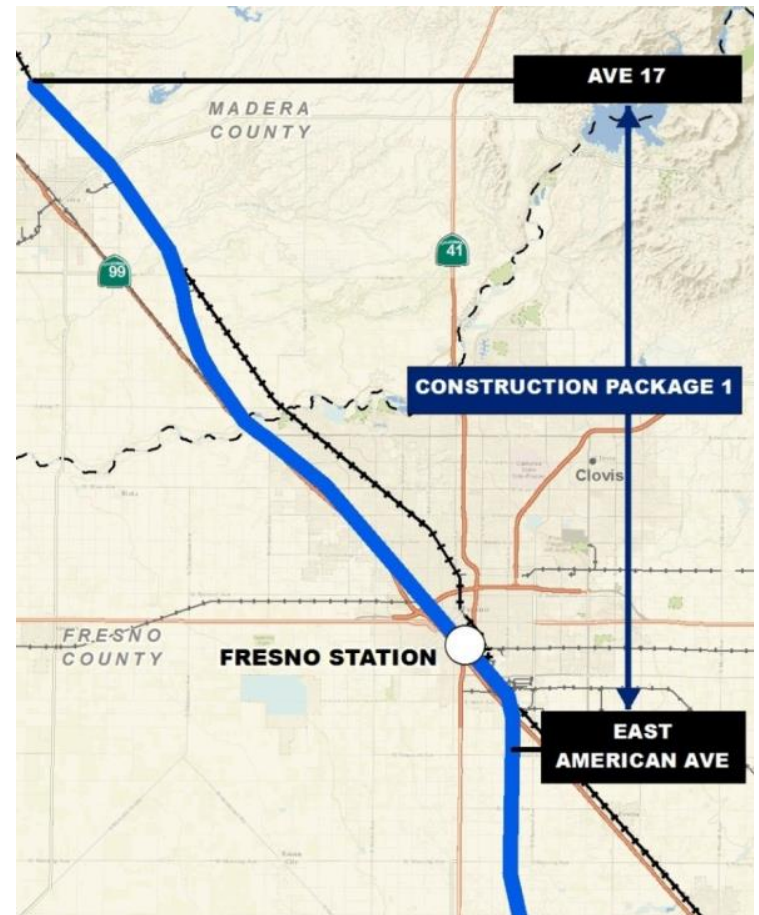 AVE 17
MADERA
COUNTY
41
99
CONSTRUCTION PACKAGE 1
Clovis
FRESNO
COUNTY
FRESNO STATION
EAST
AMERICAN AVE